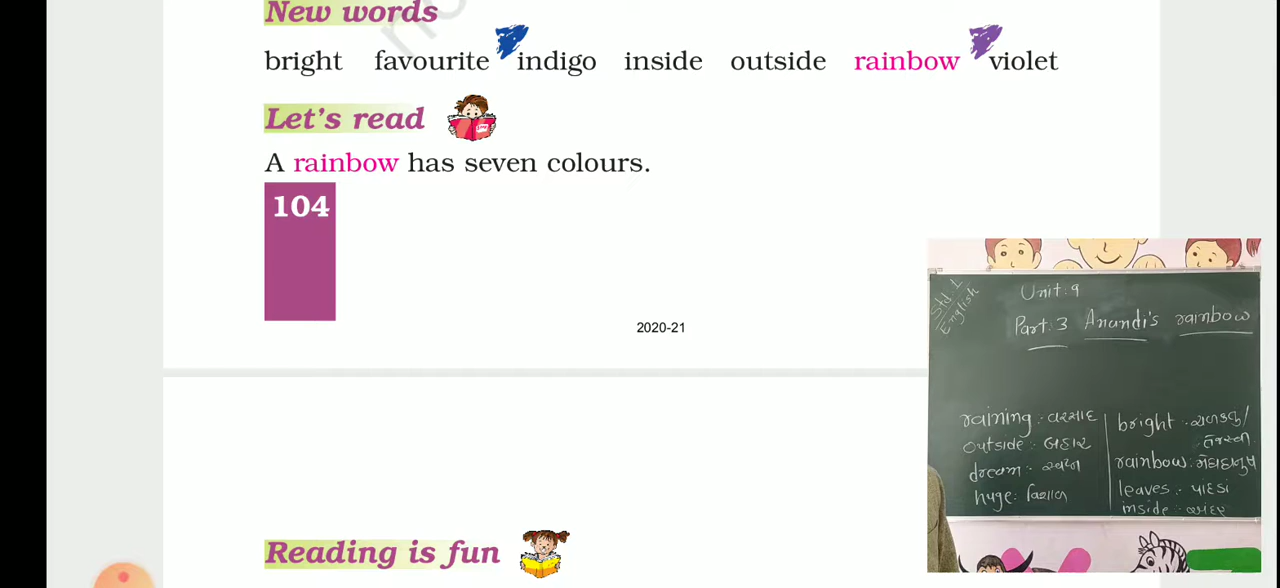 New words
bright favourite indigo inside outside rainbow violet
Let's read
A rainbow has seven colours.
104
2020-21
Reading is fun
Std-1
English
Unit: 9
Part: 3 Anandi's rainbow
raining: વરસાદ
outside: બહાર
dream:
huge: વિશાળ
bright: ચળકતુ/
તેજસ્વી
rainbow: મેઘધનુષ
leaves: પાંદડાં
inside: અંદર